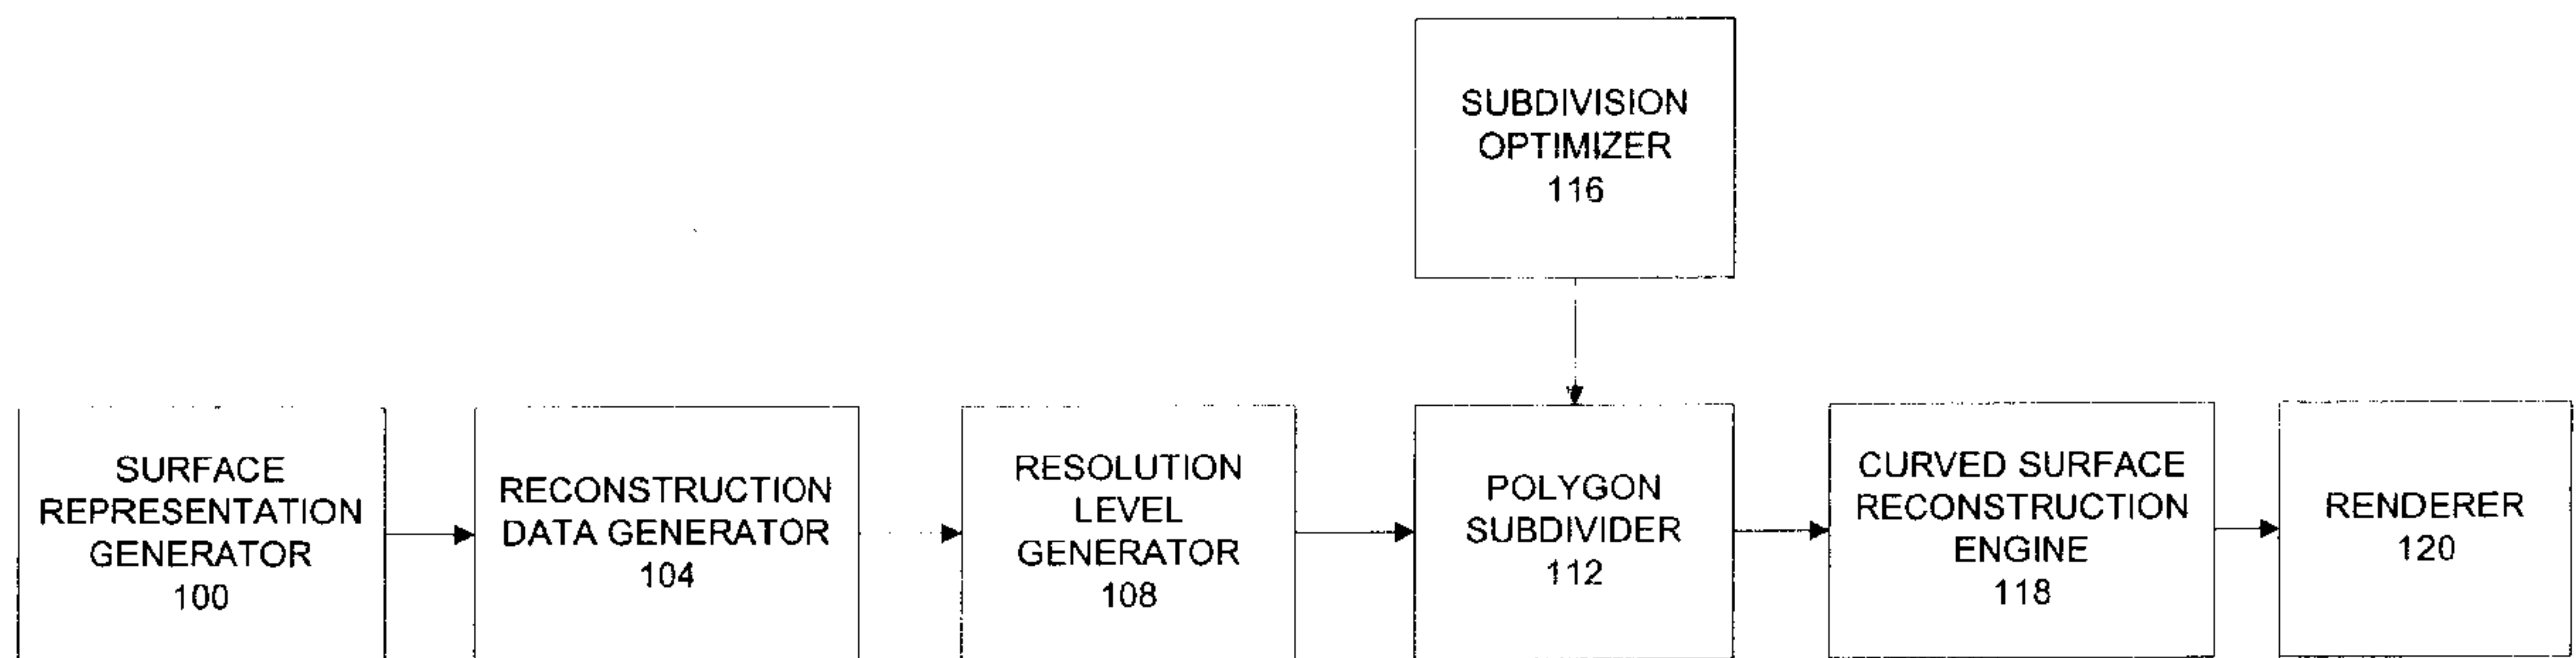 SUBDIVISION
OPTIMIZER
116
SURFACE
REPRESENTATION
GENERATOR
100
RECONSTRUCTION
DATA GENERATOR
104
RESOLUTION
LEVEL
GENERATOR
108
POLYGON
SUBDIVIDER
112
CURVED SURFACE
RECONSTRUCTION
ENGINE
118
RENDERER
120